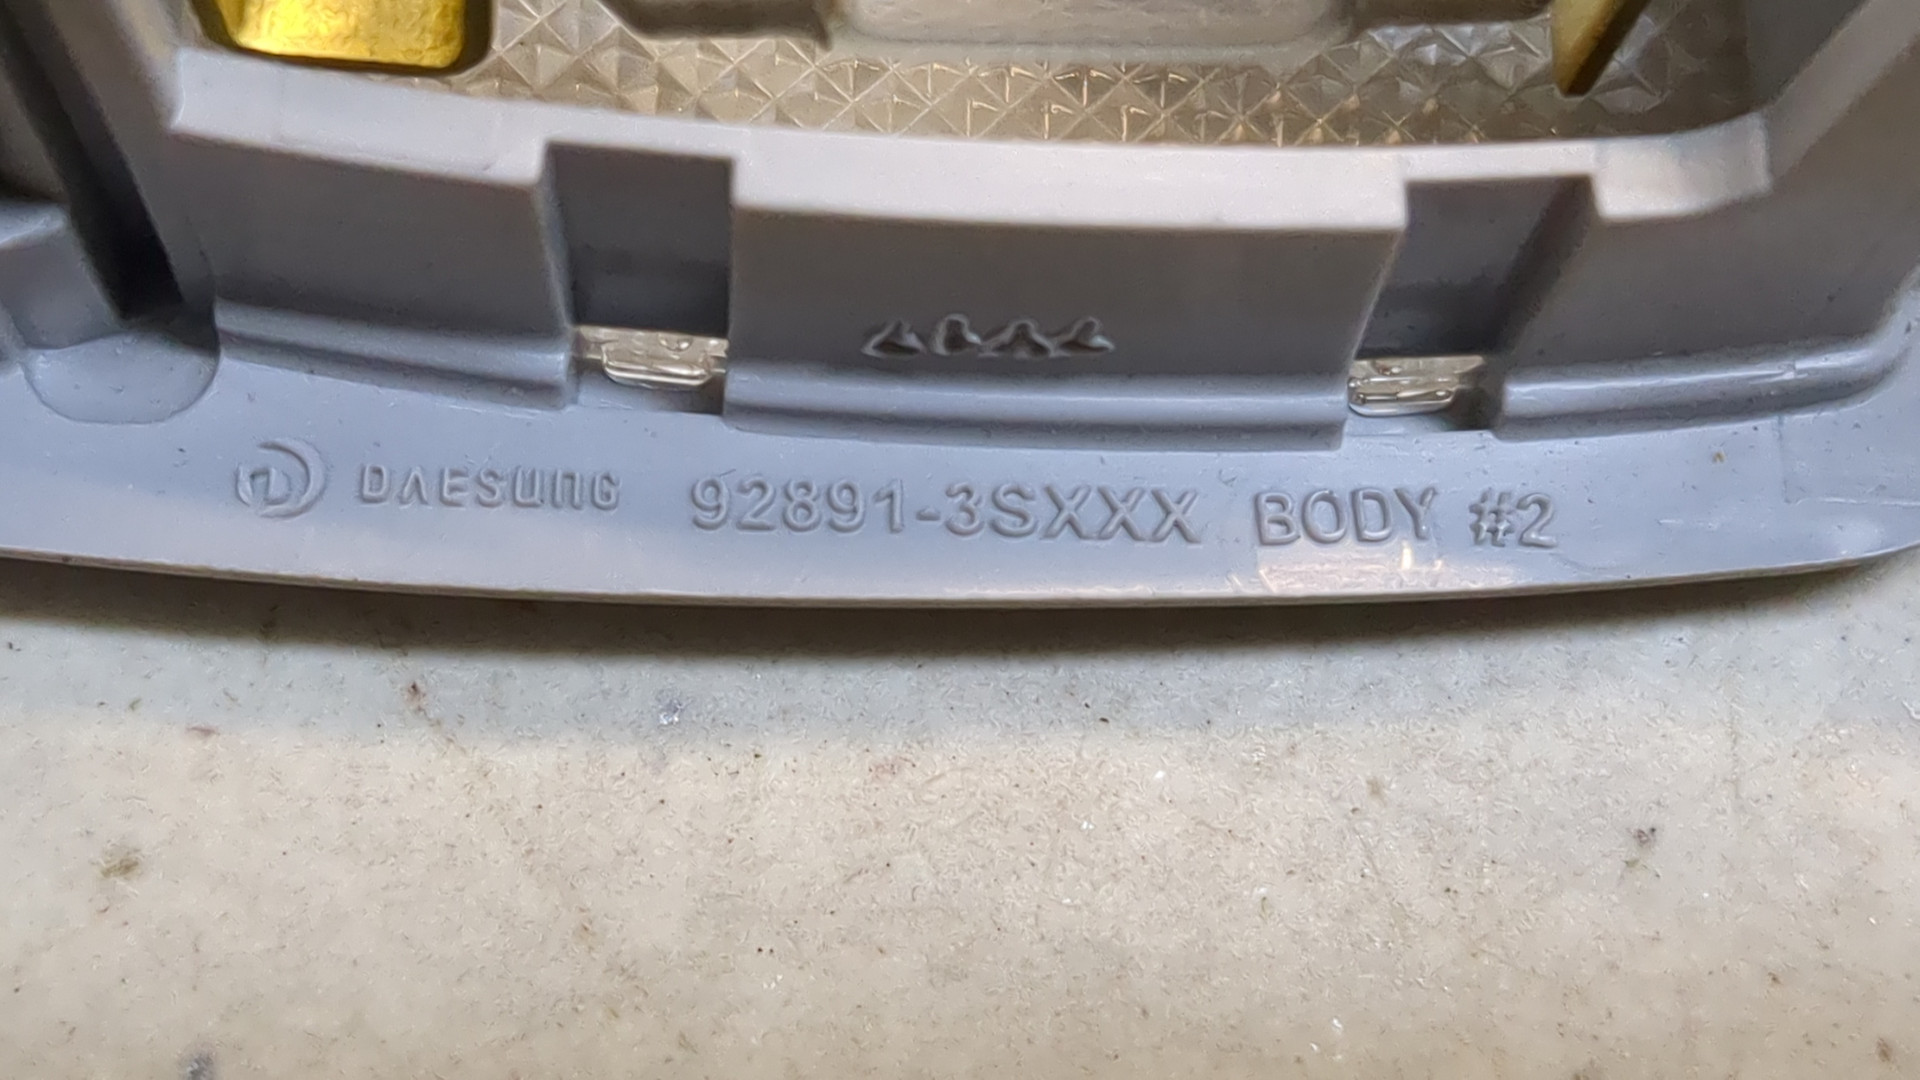 DAESUNG 92891-3SXXX BODY #2